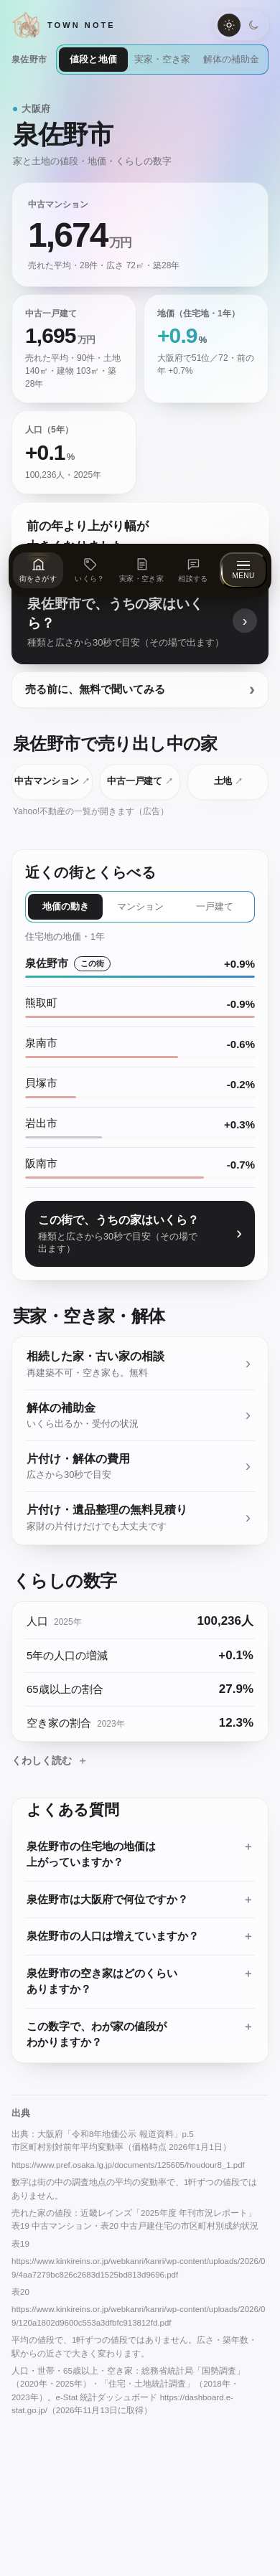 TOWN NOTE
泉佐野市
値段と地価
実家・空き家
解体の補助金
大阪府
泉佐野市
家と土地の値段・地価・くらしの数字
中古マンション
1,674万円
売れた平均・28件・広さ 72㎡・築28年
中古一戸建て
1,695万円
売れた平均・90件・土地
140㎡・建物 103㎡・築
28年
地価（住宅地・1年）
+0.9%
大阪府で51位／72・前の
年 +0.7%
人口（5年）
+0.1%
100,236人・2025年
前の年より上がり幅が
街をさがす
いくら？
実家・空き家
相談する
MENU
泉佐野市で、うちの家はいく
ら？
種類と広さから30秒で目安（その場で出ます）
売る前に、無料で聞いてみる
泉佐野市で売り出し中の家
中古マンション ↗
中古一戸建て ↗
土地 ↗
Yahoo!不動産の一覧が開きます（広告）
近くの街とくらべる
地価の動き
マンション
一戸建て
住宅地の地価・1年
泉佐野市 この街 +0.9%
熊取町 -0.9%
泉南市 -0.6%
貝塚市 -0.2%
岩出市 +0.3%
阪南市 -0.7%
この街で、うちの家はいくら？
種類と広さから30秒で目安（その場で
出ます）
実家・空き家・解体
相続した家・古い家の相談
再建築不可・空き家も。無料
解体の補助金
いくら出るか・受付の状況
片付け・解体の費用
広さから30秒で目安
片付け・遺品整理の無料見積り
家財の片付けだけでも大丈夫です
くらしの数字
人口 2025年 100,236人
5年の人口の増減 +0.1%
65歳以上の割合 27.9%
空き家の割合 2023年 12.3%
くわしく読む ＋
よくある質問
泉佐野市の住宅地の地価は
上がっていますか？
泉佐野市は大阪府で何位ですか？
泉佐野市の人口は増えていますか？
泉佐野市の空き家はどのくらい
ありますか？
この数字で、わが家の値段が
わかりますか？
出典
出典：大阪府「令和8年地価公示 報道資料」p.5
市区町村別対前年平均変動率（価格時点 2026年1月1日）
https://www.pref.osaka.lg.jp/documents/125605/houdour8_1.pdf
数字は街の中の調査地点の平均の変動率で、1軒ずつの値段では
ありません。
売れた家の値段：近畿レインズ「2025年度 年刊市況レポート」
表19 中古マンション・表20 中古戸建住宅の市区町村別成約状況
表19
https://www.kinkireins.or.jp/webkanri/kanri/wp-content/uploads/2026/0
9/4aa7279bc826c2683d1525bd813d9696.pdf
表20
https://www.kinkireins.or.jp/webkanri/kanri/wp-content/uploads/2026/0
9/120a1802d9600c553a3dfbfc913812fd.pdf
平均の値段で、1軒ずつの値段ではありません。広さ・築年数・
駅からの近さで大きく変わります。
人口・世帯・65歳以上・空き家：総務省統計局「国勢調査」
（2020年・2025年）・「住宅・土地統計調査」（2018年・
2023年）。e-Stat 統計ダッシュボード https://dashboard.e-
stat.go.jp/（2026年11月13日に取得）